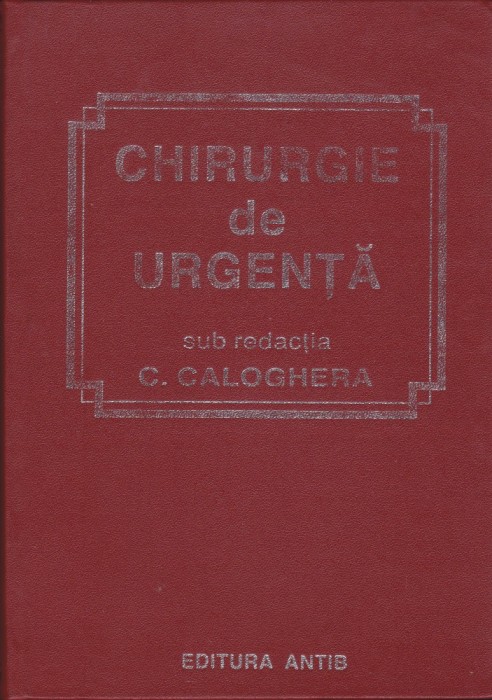 CHIRURGIE
de
URGENȚĂ
sub redacția
C. CALOGHERA
EDITURA ANTIB